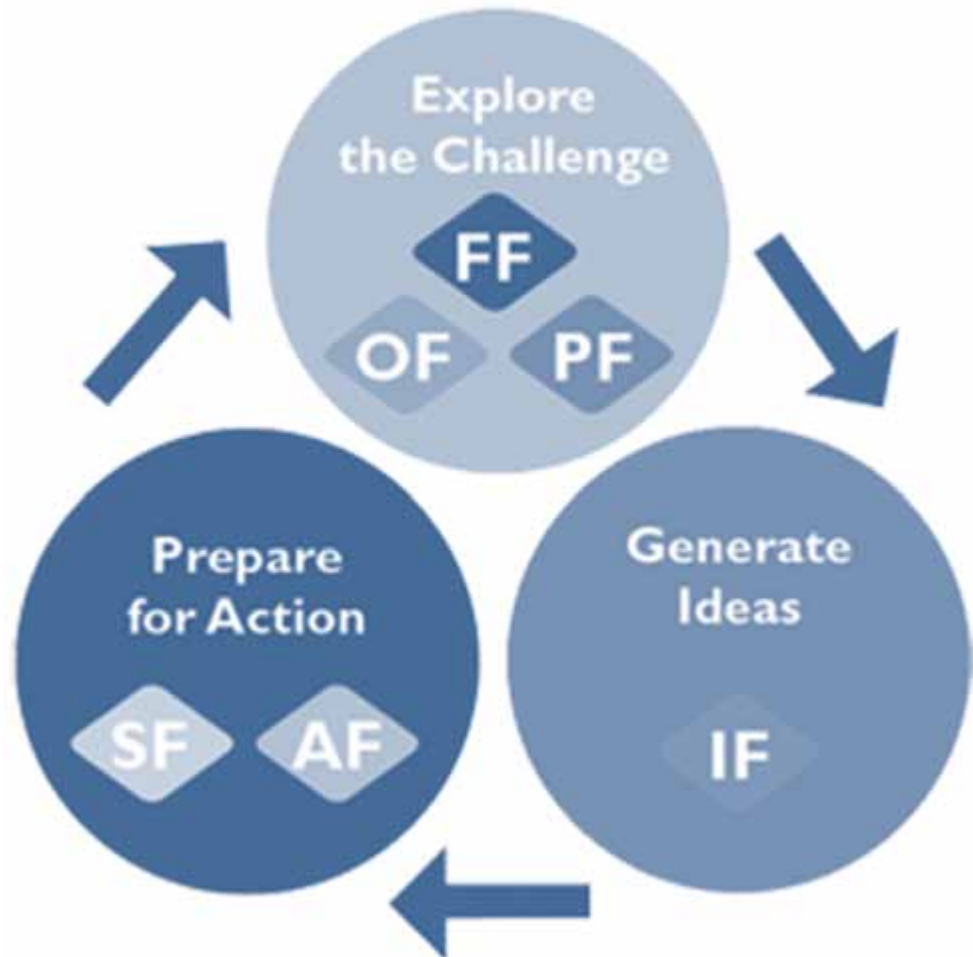 Explore
the Challenge
FF
OF PF
Generate
Ideas
IF
Prepare
for Action
SF AF